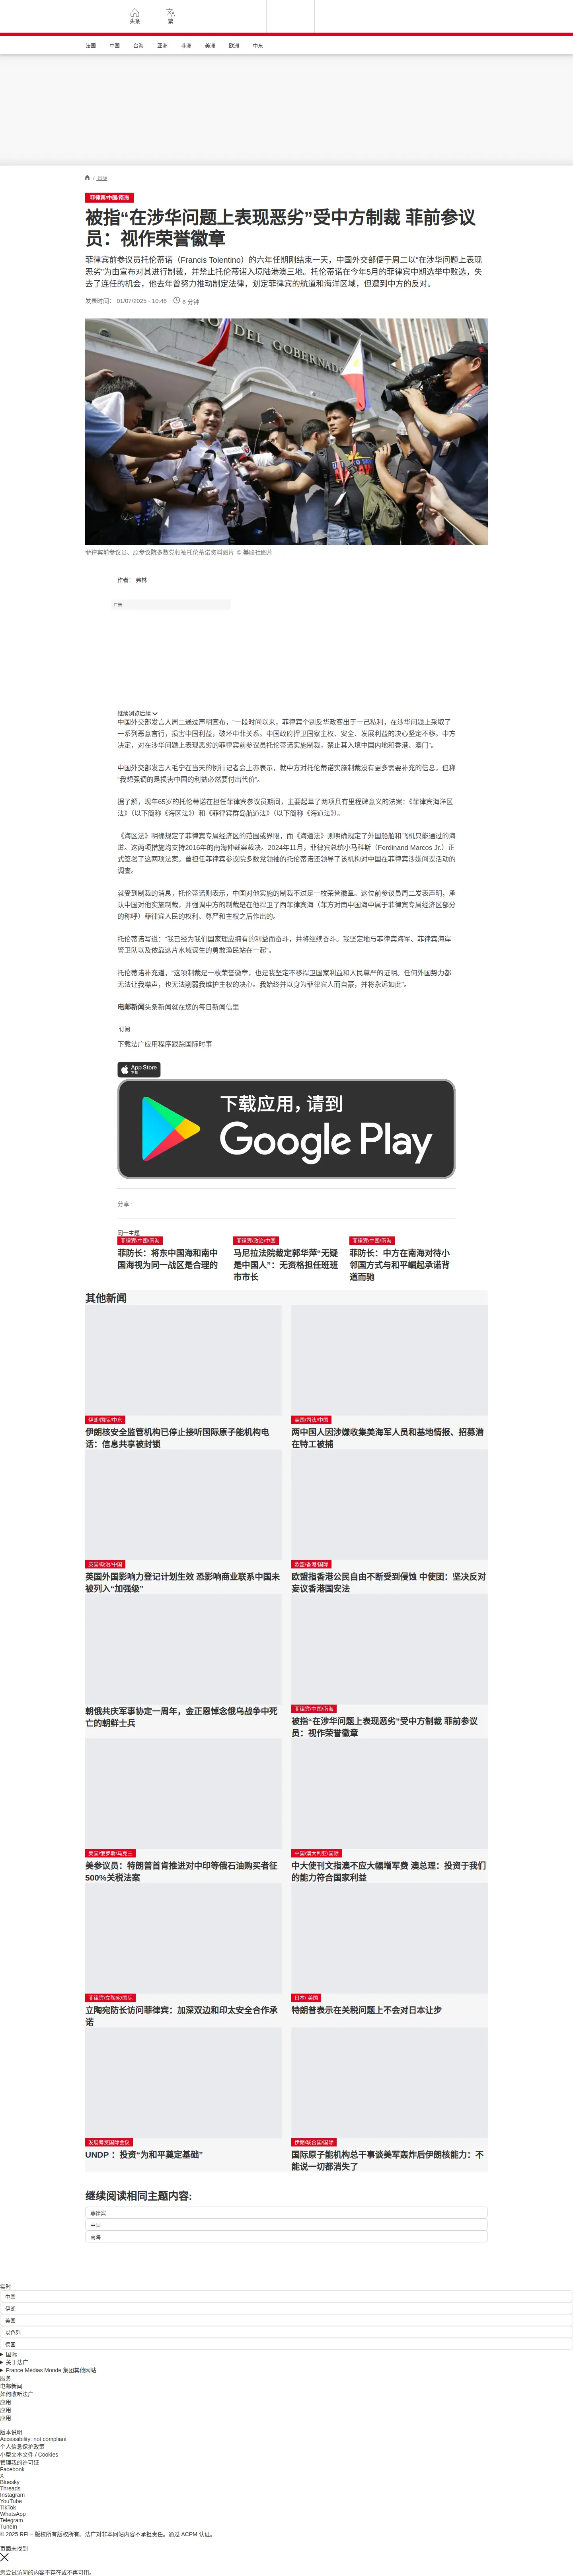 头条
繁
法国 中国 台海 亚洲 非洲 美洲 欧洲 中东
/ 国际
菲律宾/中国/南海
被指“在涉华问题上表现恶劣”受中方制裁 菲前参议
员：视作荣誉徽章
菲律宾前参议员托伦蒂诺（Francis Tolentino）的六年任期刚结束一天，中国外交部便于周二以“在涉华问题上表现
恶劣”为由宣布对其进行制裁，并禁止托伦蒂诺入境陆港澳三地。托伦蒂诺在今年5月的菲律宾中期选举中败选，失
去了连任的机会，他去年曾努力推动制定法律，划定菲律宾的航道和海洋区域，但遭到中方的反对。
发表时间： 01/07/2025 - 10:46 6 分钟
菲律宾前参议员、原参议院多数党领袖托伦蒂诺资料图片 © 美联社图片
作者： 弗林
广告
继续浏览后续
中国外交部发言人周二通过声明宣布，“一段时间以来，菲律宾个别反华政客出于一己私利，在涉华问题上采取了
一系列恶意言行，损害中国利益，破坏中菲关系。中国政府捍卫国家主权、安全、发展利益的决心坚定不移。中方
决定，对在涉华问题上表现恶劣的菲律宾前参议员托伦蒂诺实施制裁，禁止其入境中国内地和香港、澳门”。
中国外交部发言人毛宁在当天的例行记者会上亦表示，就中方对托伦蒂诺实施制裁没有更多需要补充的信息，但称
“我想强调的是损害中国的利益必然要付出代价”。
据了解，现年65岁的托伦蒂诺在担任菲律宾参议员期间，主要起草了两项具有里程碑意义的法案：《菲律宾海洋区
法》（以下简称《海区法》）和《菲律宾群岛航道法》（以下简称《海道法》）。
《海区法》明确规定了菲律宾专属经济区的范围或界限，而《海道法》则明确规定了外国船舶和飞机只能通过的海
道。这两项措施均支持2016年的南海仲裁案裁决。2024年11月，菲律宾总统小马科斯（Ferdinand Marcos Jr.）正
式签署了这两项法案。曾担任菲律宾参议院多数党领袖的托伦蒂诺还领导了该机构对中国在菲律宾涉嫌间谍活动的
调查。
就受到制裁的消息，托伦蒂诺则表示，中国对他实施的制裁不过是一枚荣誉徽章。这位前参议员周二发表声明，承
认中国对他实施制裁，并强调中方的制裁是在他捍卫了西菲律宾海（菲方对南中国海中属于菲律宾专属经济区部分
的称呼）菲律宾人民的权利、尊严和主权之后作出的。
托伦蒂诺写道：“我已经为我们国家理应拥有的利益而奋斗，并将继续奋斗。我坚定地与菲律宾海军、菲律宾海岸
警卫队以及依靠这片水域谋生的勇敢渔民站在一起”。
托伦蒂诺补充道，“这项制裁是一枚荣誉徽章，也是我坚定不移捍卫国家利益和人民尊严的证明。任何外国势力都
无法让我噤声，也无法削弱我维护主权的决心。我始终并以身为菲律宾人而自豪，并将永远如此”。
电邮新闻头条新闻就在您的每日新闻信里
订阅
下载法广应用程序跟踪国际时事
App Store
下载
下载应用，请到
Google Play
分享 :
同一主题
菲律宾/中国/南海
菲防长：将东中国海和南中
国海视为同一战区是合理的
菲律宾/政治/中国
马尼拉法院裁定郭华萍“无疑
是中国人”：无资格担任班班
市市长
菲律宾/中国/南海
菲防长：中方在南海对待小
邻国方式与和平崛起承诺背
道而驰
其他新闻
伊朗/国际/中东
伊朗核安全监管机构已停止接听国际原子能机构电
话：信息共享被封锁
美国/司法/中国
两中国人因涉嫌收集美海军人员和基地情报、招募潜
在特工被捕
英国/政治/中国
英国外国影响力登记计划生效 恐影响商业联系中国未
被列入“加强级”
欧盟/香港/国际
欧盟指香港公民自由不断受到侵蚀 中使团：坚决反对
妄议香港国安法
朝俄共庆军事协定一周年，金正恩悼念俄乌战争中死
亡的朝鲜士兵
菲律宾/中国/南海
被指“在涉华问题上表现恶劣”受中方制裁 菲前参议
员：视作荣誉徽章
美国/俄罗斯/乌克兰
美参议员：特朗普首肯推进对中印等俄石油购买者征
500%关税法案
中国/澳大利亚/国际
中大使刊文指澳不应大幅增军费 澳总理：投资于我们
的能力符合国家利益
菲律宾/立陶宛/国际
立陶宛防长访问菲律宾：加深双边和印太安全合作承
诺
日本/ 美国
特朗普表示在关税问题上不会对日本让步
发展筹资国际会议
UNDP ：投资“为和平奠定基础”
伊朗/联合国/国际
国际原子能机构总干事谈美军轰炸后伊朗核能力：不
能说一切都消失了
继续阅读相同主题内容:
菲律宾
中国
南海
实时
中国
伊朗
美国
以色列
德国
国际
关于法广
France Médias Monde 集团其他网站
服务
电邮新闻
如何收听法广
应用
应用
应用
版本说明
Accessibility: not compliant
个人信息保护政策
小型文本文件 / Cookies
管理我的许可证
Facebook
X
Bluesky
Threads
Instagram
YouTube
TikTok
WhatsApp
Telegram
TuneIn
© 2025 RFI – 版权所有版权所有。法广对非本网站内容不承担责任。通过 ACPM 认证。
页面未找到
您尝试访问的内容不存在或不再可用。